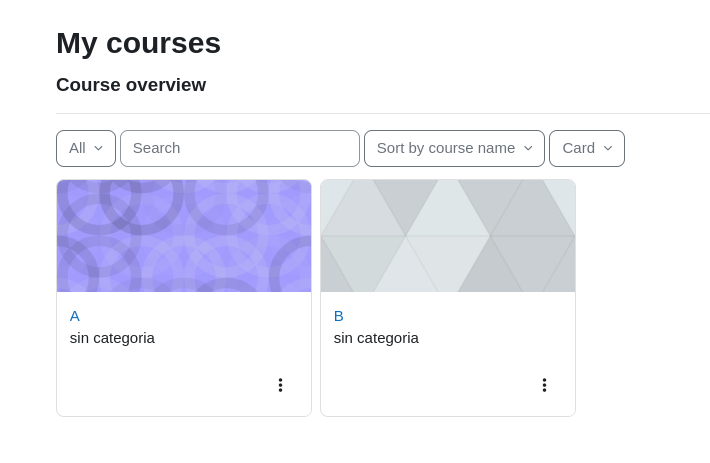 My courses
Course overview
All
Search
Sort by course name
Card
A
sin categoria
B
sin categoria